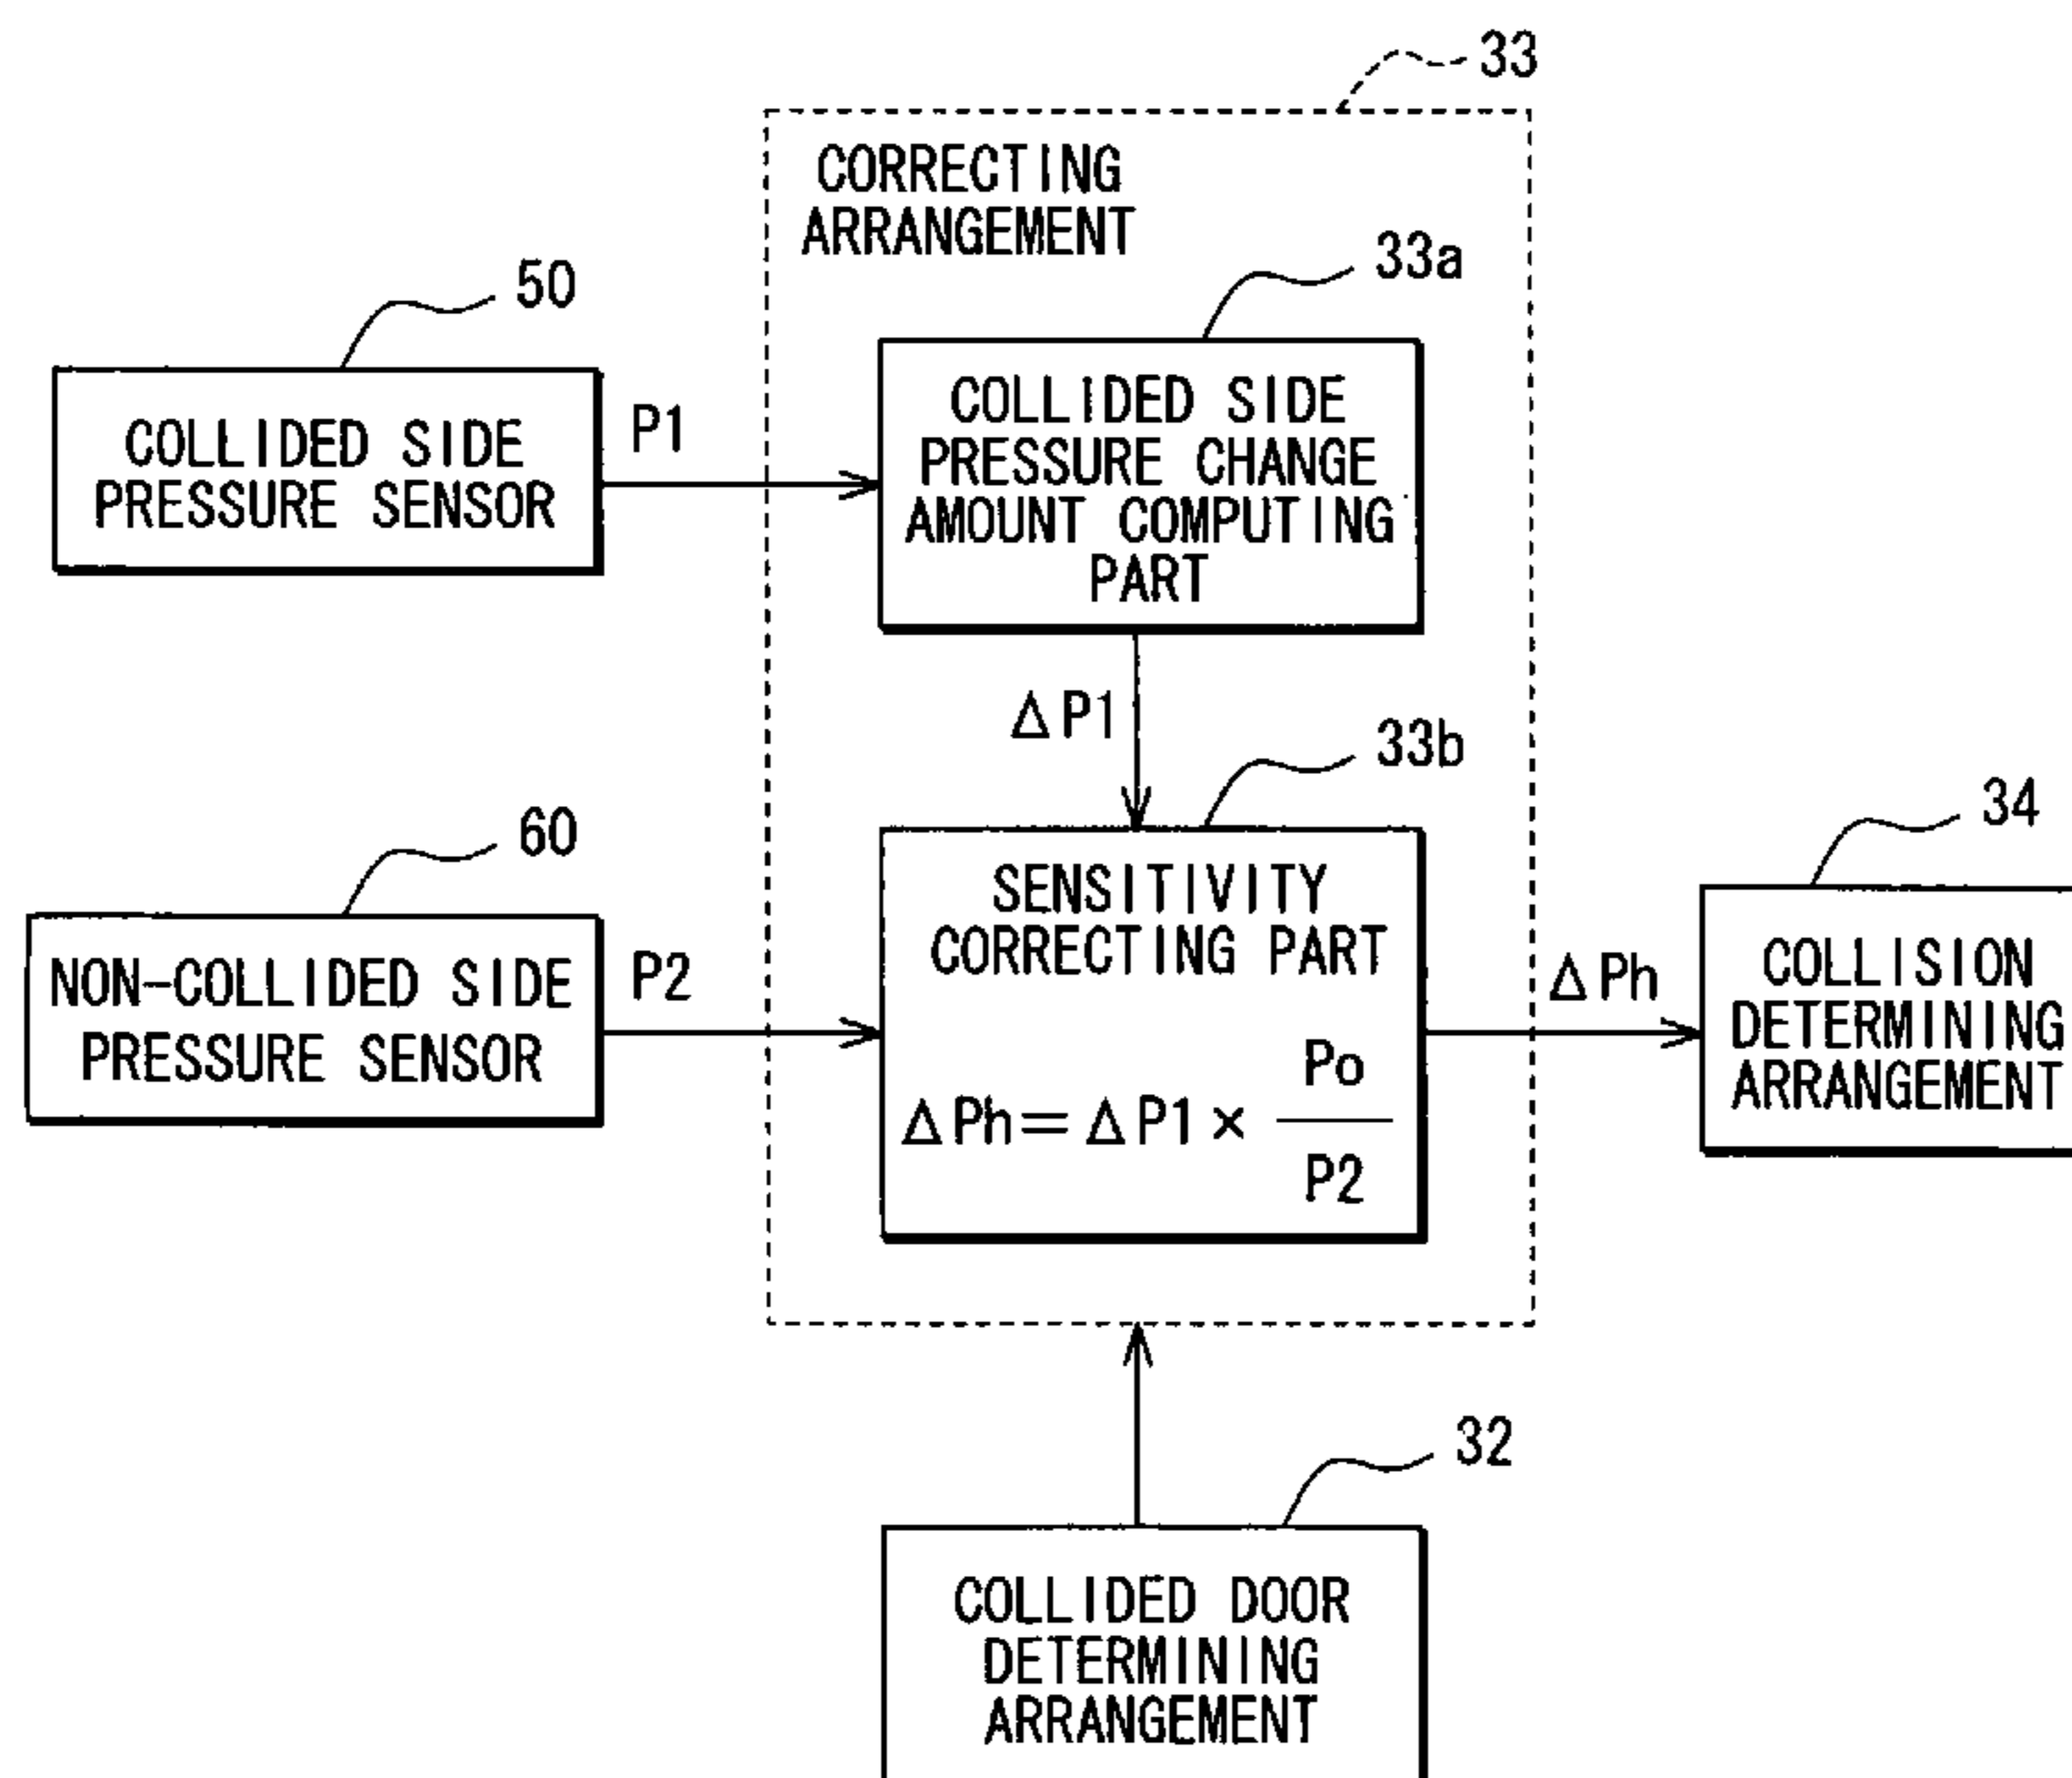 33
CORRECTING
ARRANGEMENT
33a
50
COLLIDED SIDE
PRESSURE SENSOR
P1
COLLIDED SIDE
PRESSURE CHANGE
AMOUNT COMPUTING
PART
ΔP1
33b
60
NON-COLLIDED SIDE
PRESSURE SENSOR
P2
SENSITIVITY
CORRECTING PART
ΔPh=ΔP1×
Po
P2
ΔPh
34
COLLISION
DETERMINING
ARRANGEMENT
32
COLLIDED DOOR
DETERMINING
ARRANGEMENT